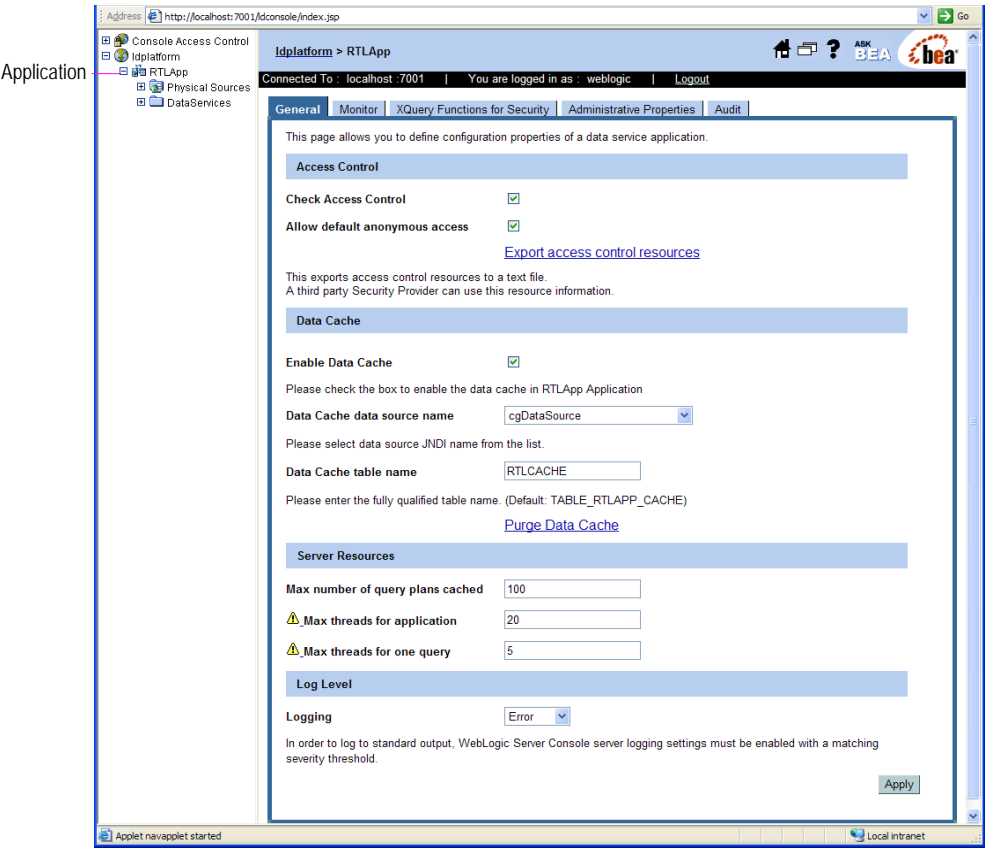 Address http://localhost:7001/ldconsole/index.jsp Go
Console Access Control
ldplatform
Application
RTLApp
Physical Sources
DataServices
ldplatform > RTLApp
? ASK BEA bea
Connected To : localhost :7001 | You are logged in as : weblogic | Logout
General Monitor XQuery Functions for Security Administrative Properties Audit
This page allows you to define configuration properties of a data service application.
Access Control
Check Access Control
Allow default anonymous access
Export access control resources
This exports access control resources to a text file.
A third party Security Provider can use this resource information.
Data Cache
Enable Data Cache
Please check the box to enable the data cache in RTLApp Application
Data Cache data source name cgDataSource
Please select data source JNDI name from the list.
Data Cache table name RTLCACHE
Please enter the fully qualified table name. (Default: TABLE_RTLAPP_CACHE)
Purge Data Cache
Server Resources
Max number of query plans cached 100
Max threads for application 20
Max threads for one query 5
Log Level
Logging Error
In order to log to standard output, WebLogic Server Console server logging settings must be enabled with a matching
severity threshold.
Apply
Applet navapplet started Local intranet